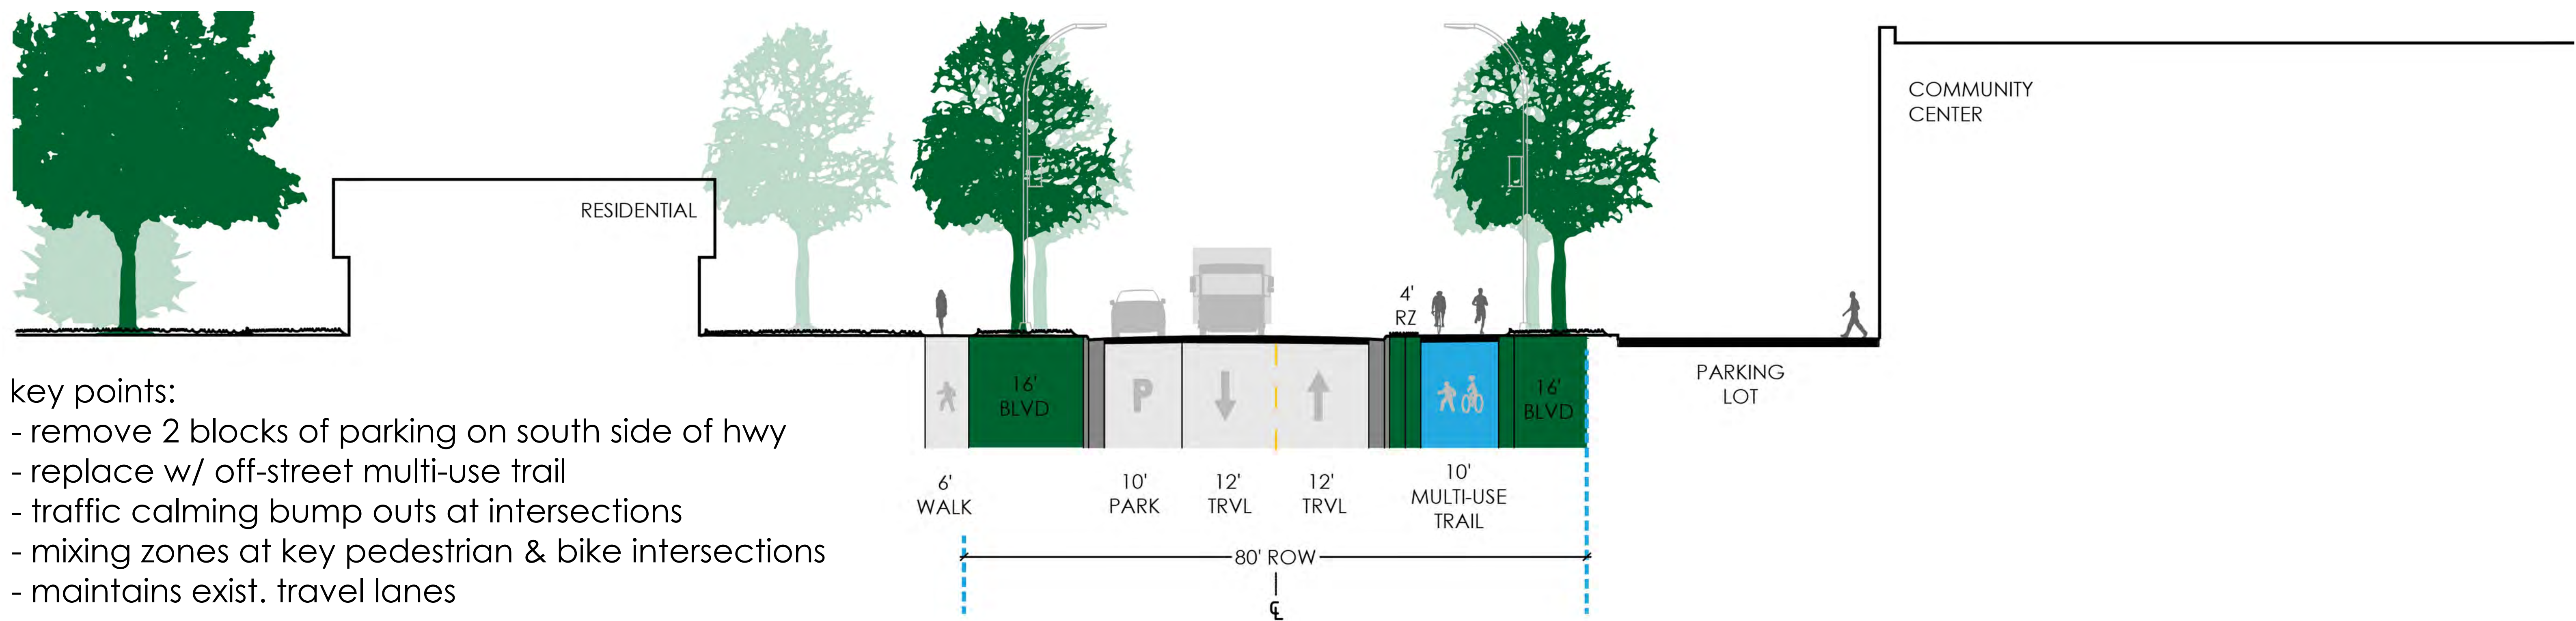 COMMUNITY
CENTER
RESIDENTIAL
4'
RZ
16'
BLVD
P
16'
BLVD
PARKING
LOT
6'
WALK
10'
PARK
12'
TRVL
12'
TRVL
10'
MULTI-USE
TRAIL
80' ROW
℄
key points:
- remove 2 blocks of parking on south side of hwy
- replace w/ off-street multi-use trail
- traffic calming bump outs at intersections
- mixing zones at key pedestrian & bike intersections
- maintains exist. travel lanes